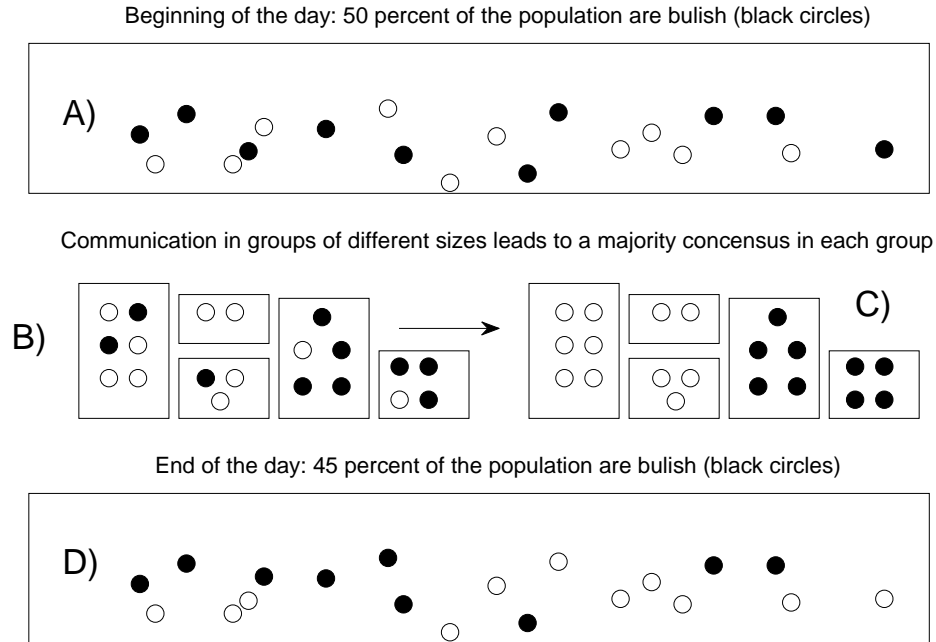 Beginning of the day: 50 percent of the population are bulish (black circles)
A)
Communication in groups of different sizes leads to a majority concensus in each group
B)
C)
End of the day: 45 percent of the population are bulish (black circles)
D)